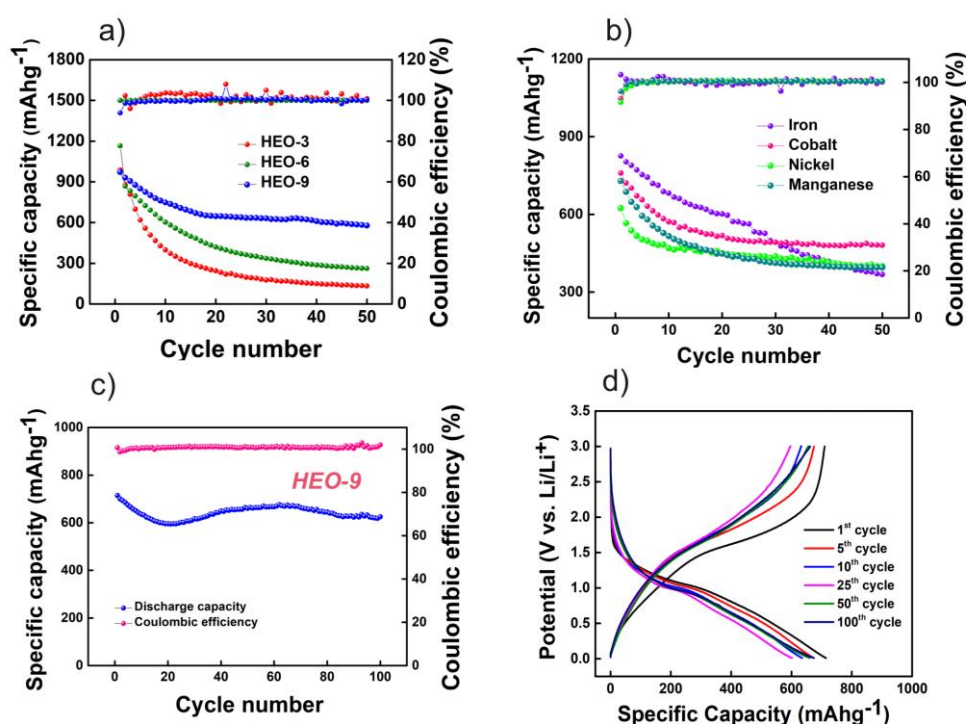 a)
Specific capacity (mAhg-1)
1800
1500
1200
900
600
300
0
HEO-3
HEO-6
HEO-9
120
100
80
60
40
20
0
Coulombic efficiency (%)
0 10 20 30 40 50
Cycle number
b)
Specific capacity (mAhg-1)
1200
900
600
300
Iron
Cobalt
Nickel
Manganese
100
80
60
40
20
0
Coulombic efficiency (%)
0 10 20 30 40 50
Cycle number
c)
Specific capacity (mAhg-1)
1000
800
600
400
200
0
HEO-9
Discharge capacity
Coulombic efficiency
100
80
60
40
20
0
Coulombic efficiency (%)
0 20 40 60 80 100
Cycle number
d)
Potential (V vs. Li/Li+)
3.5
3.0
2.5
2.0
1.5
1.0
0.5
0.0
1st cycle
5th cycle
10th cycle
25th cycle
50th cycle
100th cycle
0 200 400 600 800 1000
Specific Capacity (mAhg-1)